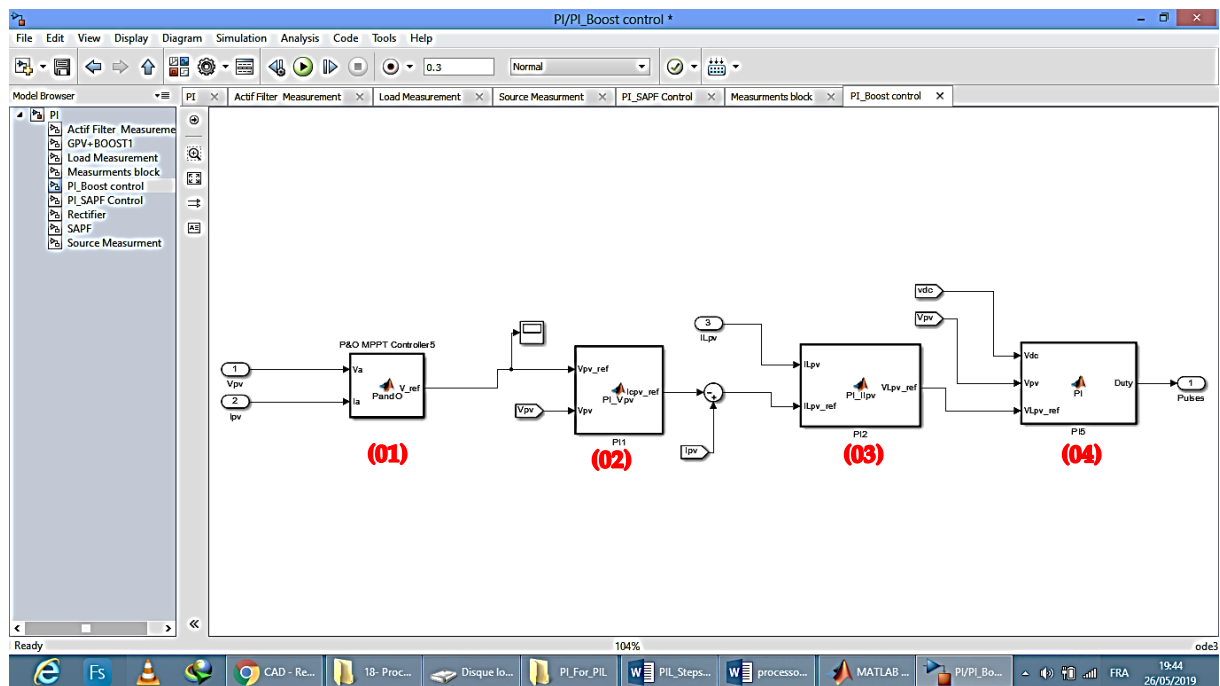 PI/PI_Boost control *
File Edit View Display Diagram Simulation Analysis Code Tools Help
0.3
Normal
Model Browser
PI
Actif Filter Measurement
Load Measurement
Source Measurment
PI_SAPF Control
Measurments block
PI_Boost control
PI
Actif Filter Measureme
GPV+BOOST1
Load Measurement
Measurments block
PI_Boost control
PI_SAPF Control
Rectifier
SAPF
Source Measurment
P&O MPPT Controller5
1
Vpv
2
Ipv
Va
Ia
PandO
V_ref
(01)
Vpv
Vpv_ref
Vpv
PI_Vpv
Icpv_ref
PI1
(02)
Ipv
3
ILpv
ILpv
ILpv_ref
PI_Ilpv
VLpv_ref
PI2
(03)
vdc
Vpv
Vdc
Vpv
VLpv_ref
PI
Duty
PI5
(04)
1
Pulses
Ready
104%
ode3
Fs
CAD - Re...
18- Proc...
Disque lo...
PI_For_PIL
PIL_Steps...
processo...
MATLAB ...
PI/PI_Bo...
FRA
19:44
26/05/2019